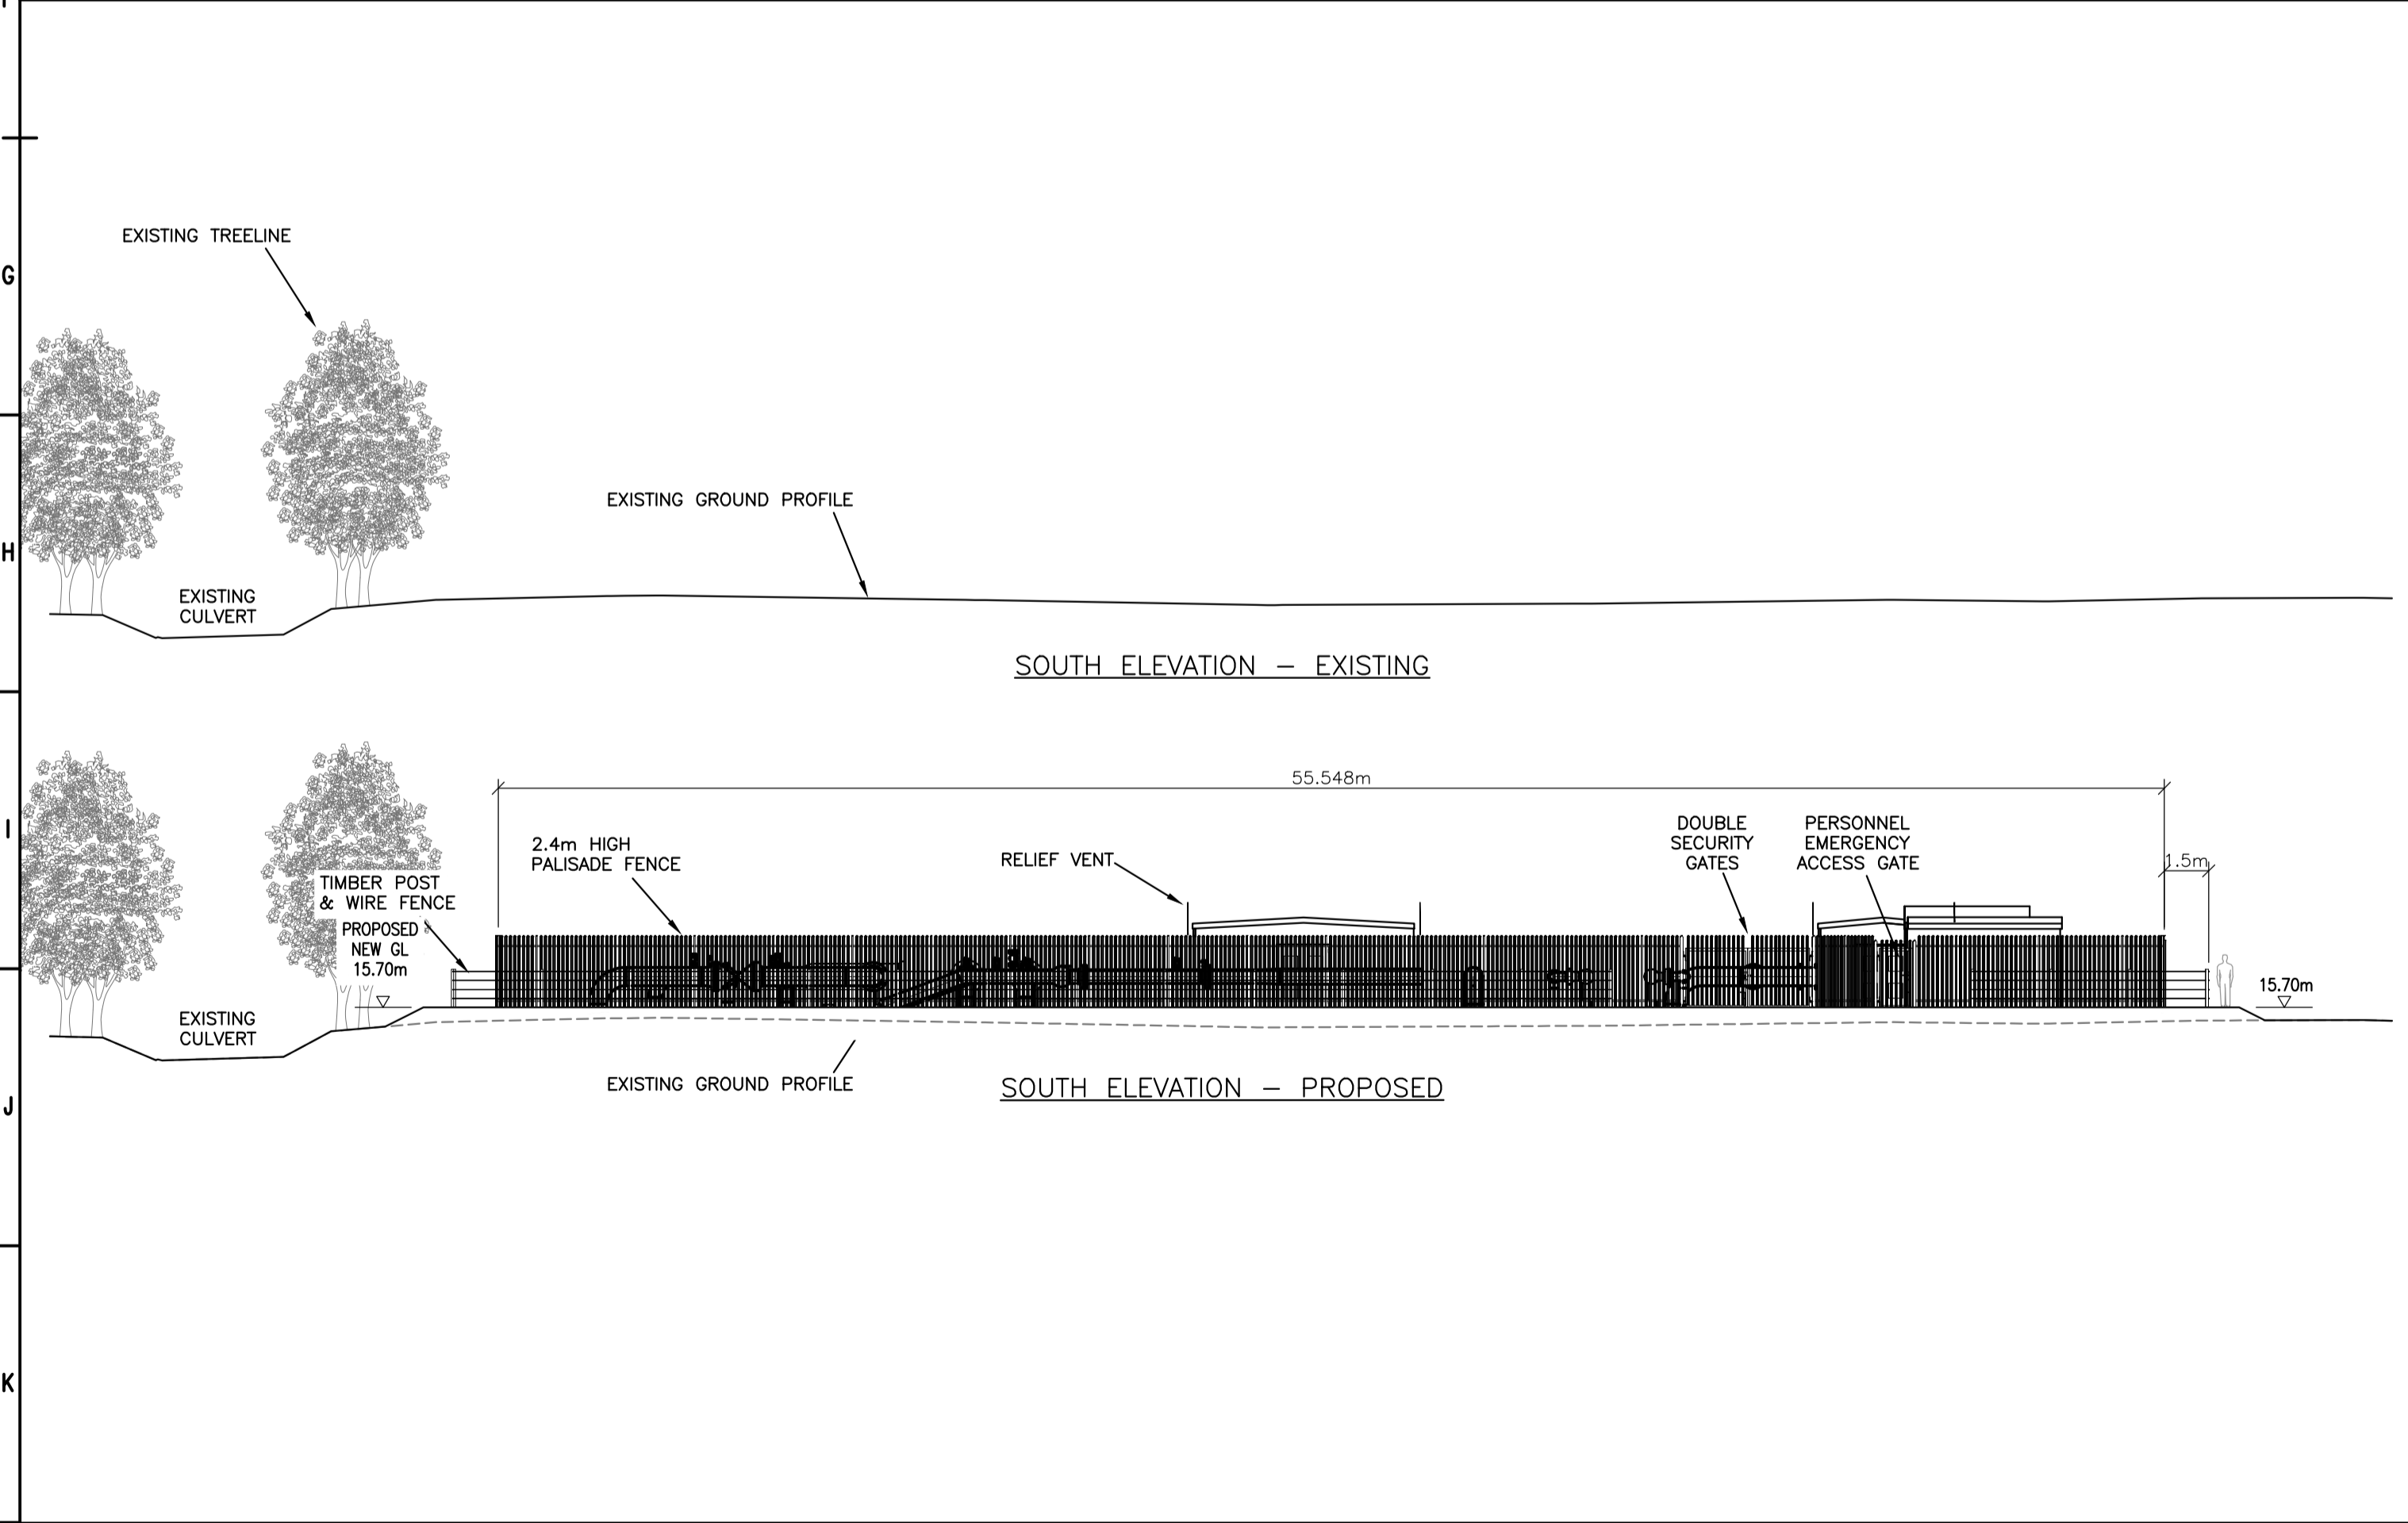 G
EXISTING TREELINE
EXISTING GROUND PROFILE
H
EXISTING
CULVERT
SOUTH ELEVATION – EXISTING
55.548m
I
2.4m HIGH
PALISADE FENCE
RELIEF VENT
DOUBLE
SECURITY
GATES
PERSONNEL
EMERGENCY
ACCESS GATE
1.5m
TIMBER POST
& WIRE FENCE
PROPOSED
NEW GL
15.70m
15.70m
EXISTING
CULVERT
EXISTING GROUND PROFILE
SOUTH ELEVATION – PROPOSED
J
K